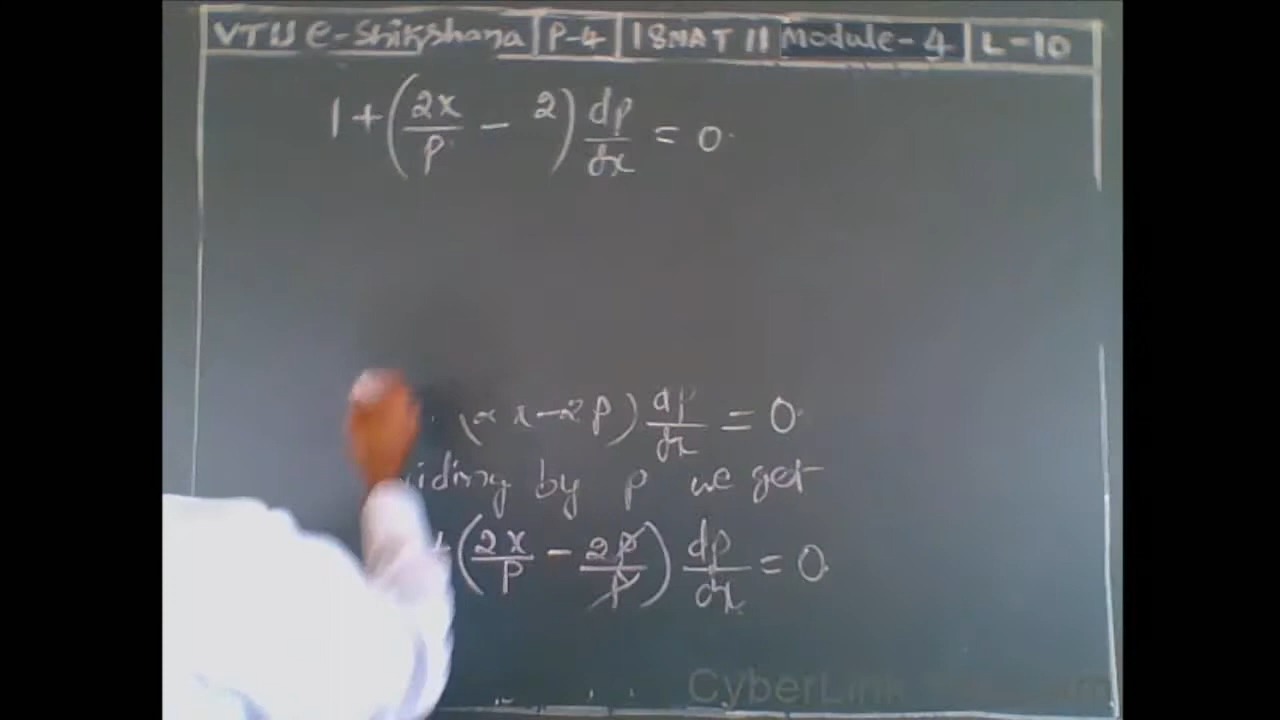 VTU e-Shikshana | P-4 | 18MAT11 | Module-4 | L-10
1 + (2x/p - 2) dp/dx = 0.
(2x-2p) dp/dx = 0.
by p we get
+ (2x/p - 2p/p) dp/dx = 0.
CyberLink